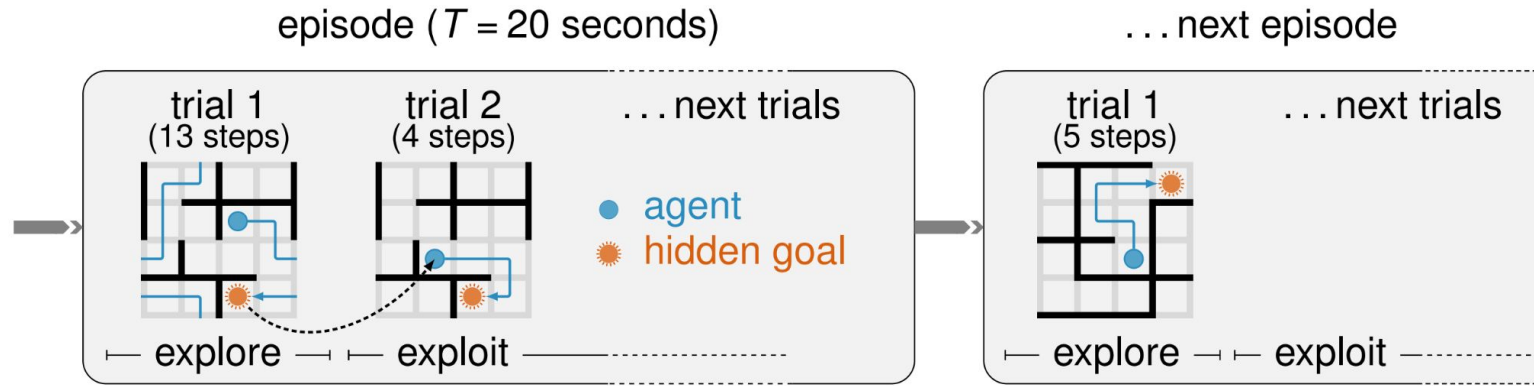 episode (T = 20 seconds)
...next episode
trial 1
(13 steps)
trial 2
(4 steps)
...next trials
agent
hidden goal
explore
exploit
trial 1
(5 steps)
...next trials
explore
exploit